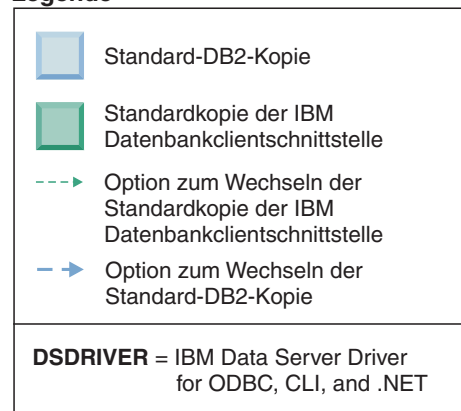 Legende
Standard-DB2-Kopie
Standardkopie der IBM
Datenbankclientschnittstelle
Option zum Wechseln der
Standardkopie der IBM
Datenbankclientschnittstelle
Option zum Wechseln der
Standard-DB2-Kopie
DSDRIVER = IBM Data Server Driver
for ODBC, CLI, and .NET